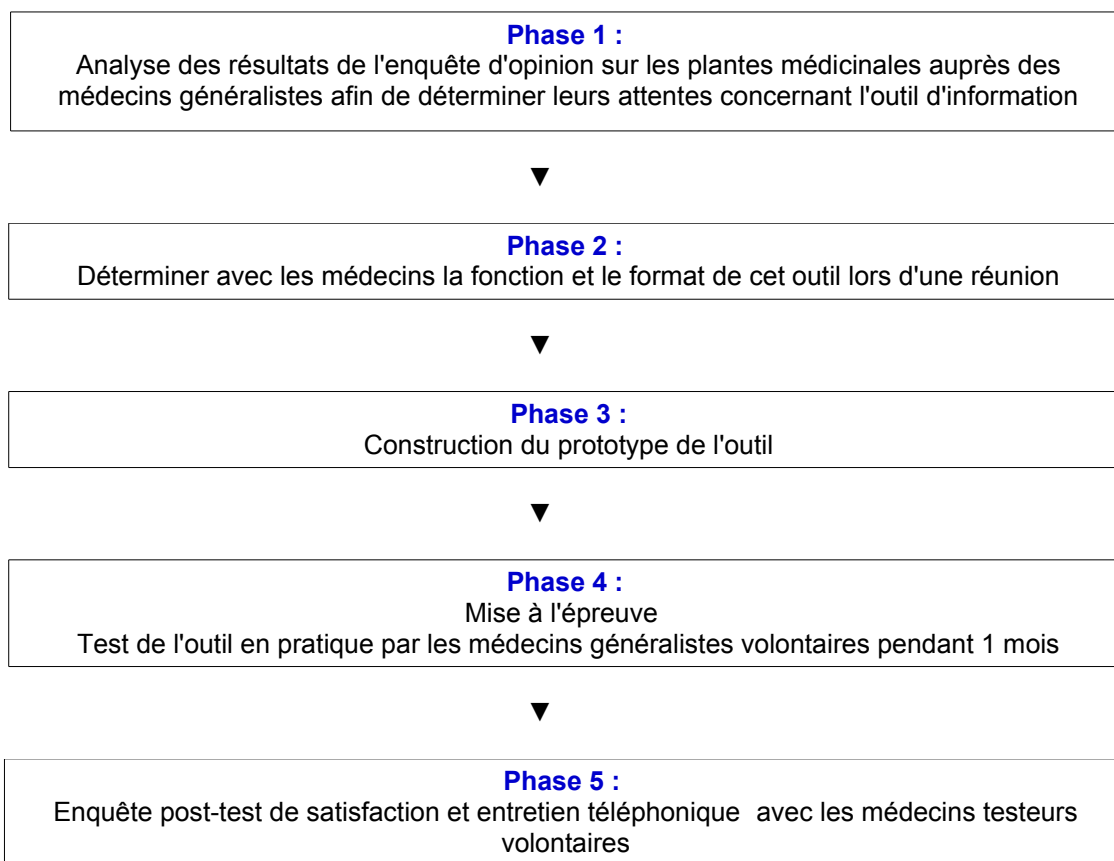 Phase 1 :
Analyse des résultats de l'enquête d'opinion sur les plantes médicinales auprès des
médecins généralistes afin de déterminer leurs attentes concernant l'outil d'information
▼
Phase 2 :
Déterminer avec les médecins la fonction et le format de cet outil lors d'une réunion
▼
Phase 3 :
Construction du prototype de l'outil
▼
Phase 4 :
Mise à l'épreuve
Test de l'outil en pratique par les médecins généralistes volontaires pendant 1 mois
▼
Phase 5 :
Enquête post-test de satisfaction et entretien téléphonique avec les médecins testeurs
volontaires